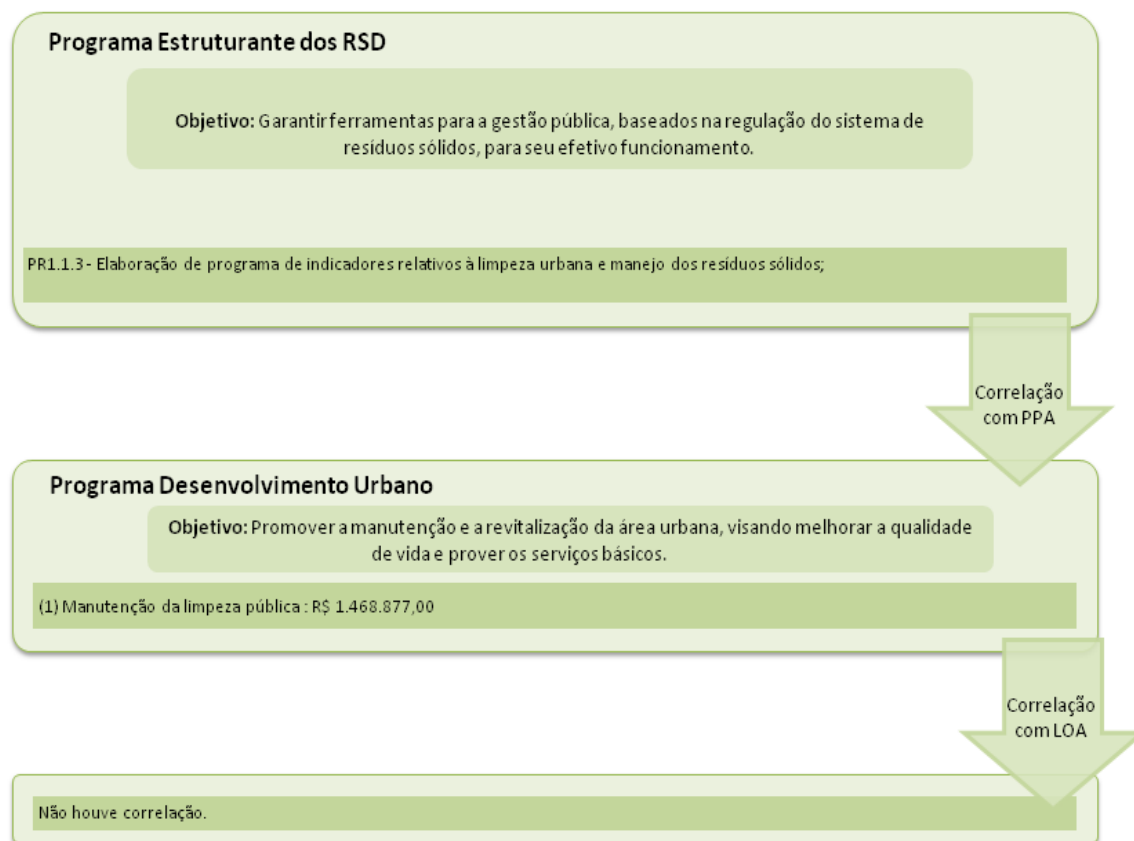 Programa Estruturante dos RSD
Objetivo: Garantir ferramentas para a gestão pública, baseados na regulação do sistema de
resíduos sólidos, para seu efetivo funcionamento.
PR1.1.3 - Elaboração de programa de indicadores relativos à limpeza urbana e manejo dos resíduos sólidos;
Correlação
com PPA
Programa Desenvolvimento Urbano
Objetivo: Promover a manutenção e a revitalização da área urbana, visando melhorar a qualidade
de vida e prover os serviços básicos.
(1) Manutenção da limpeza pública : R$ 1.468.877,00
Correlação
com LOA
Não houve correlação.